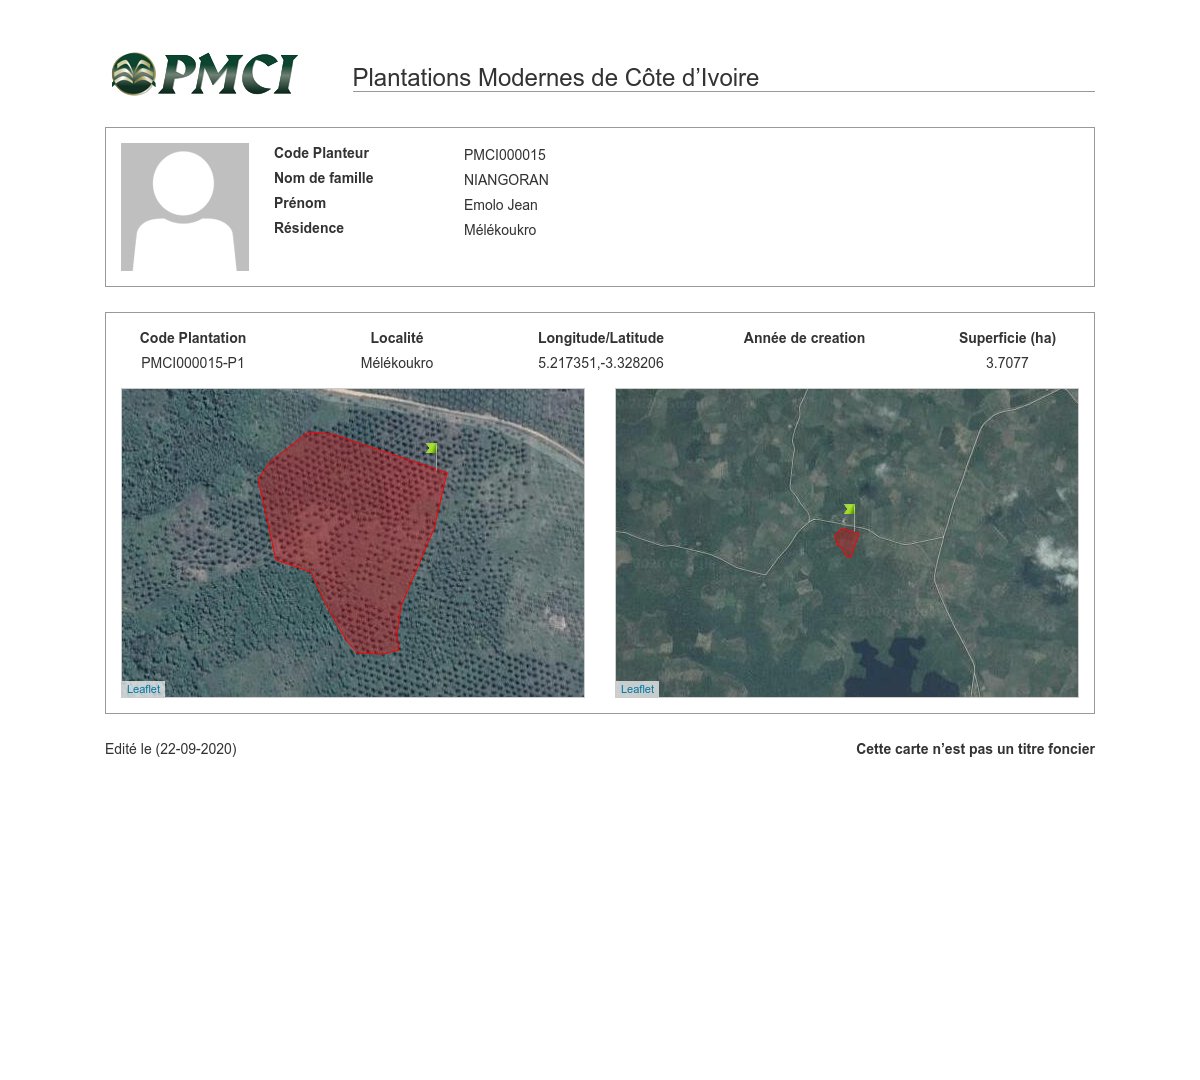 PMCI
Plantations Modernes de Côte d’Ivoire
Code Planteur PMCI000015
Nom de famille NIANGORAN
Prénom Emolo Jean
Résidence Mélékoukro
Code Plantation Localité Longitude/Latitude Année de creation Superficie (ha)
PMCI000015-P1 Mélékoukro 5.217351,-3.328206 3.7077
Leaflet Leaflet
Edité le (22-09-2020) Cette carte n’est pas un titre foncier